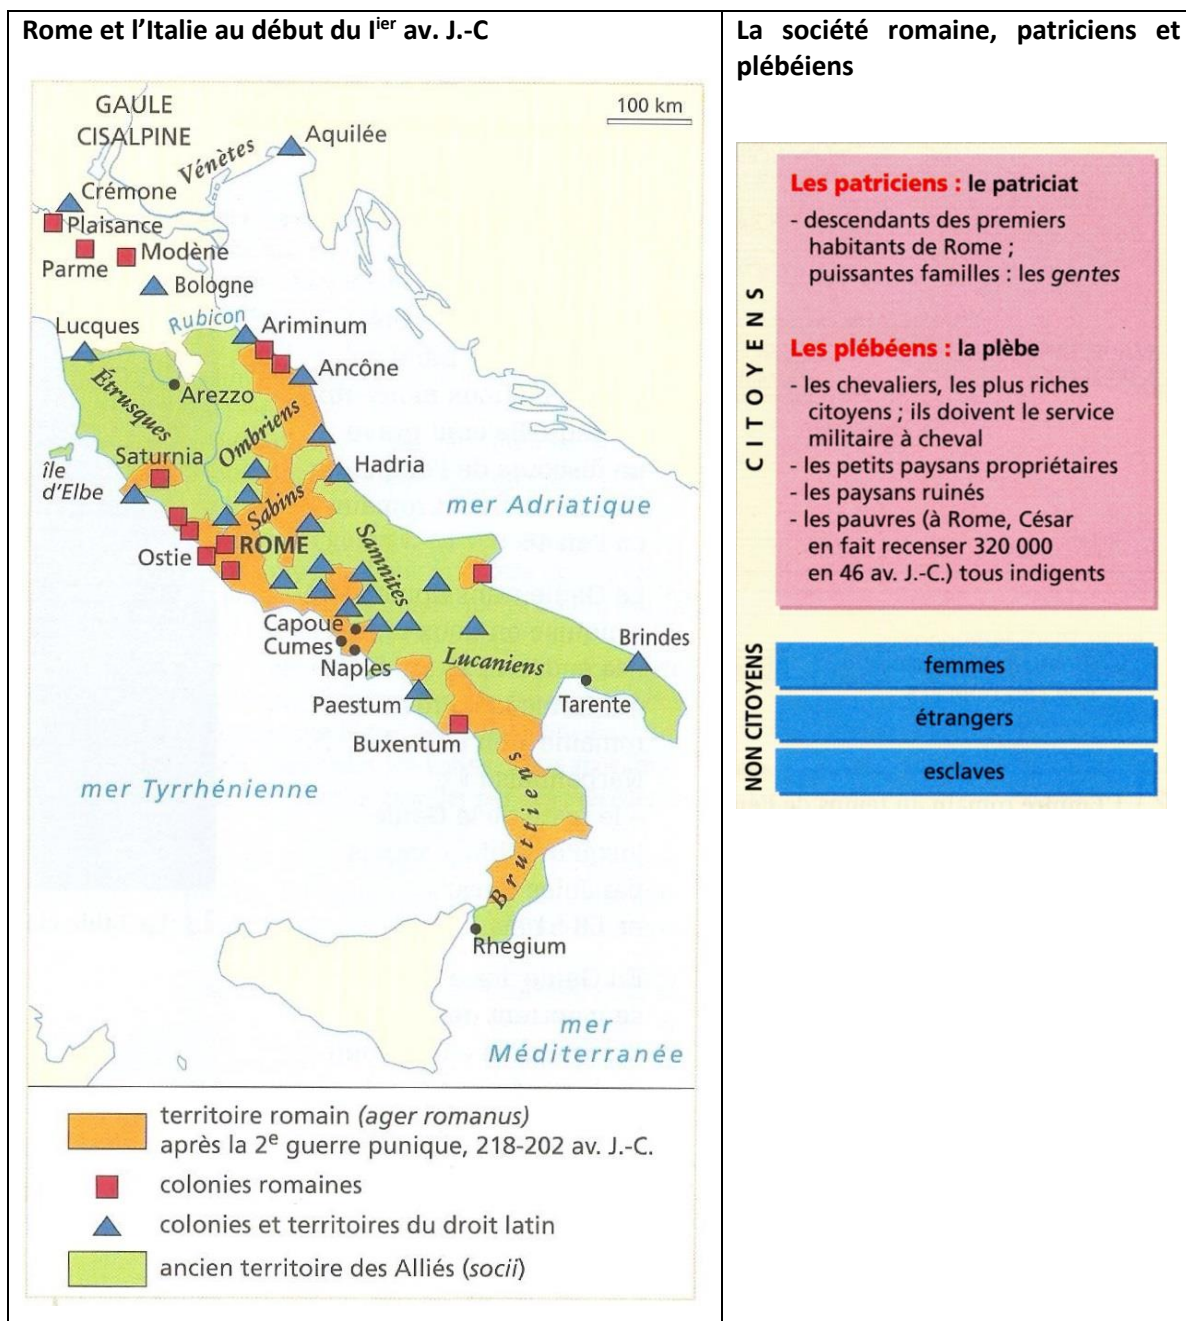 Rome et l'Italie au début du Iier av. J.-C
GAULE
CISALPINE
100 km
Vénètes
Aquilée
Crémone
Plaisance
Parme
Modène
Bologne
Lucques
Rubicon
Ariminum
Étrusques
Arezzo
Ancône
Ombriens
île
d'Elbe
Saturnia
Hadria
mer Adriatique
Sabins
ROME
Ostie
Samnites
Capoue
Cumes
Naples
Lucaniens
Brindes
Paestum
Tarente
Buxentum
mer Tyrrhénienne
Bruttiens
Rhegium
mer
Méditerranée
territoire romain (ager romanus)
après la 2e guerre punique, 218-202 av. J.-C.
colonies romaines
colonies et territoires du droit latin
ancien territoire des Alliés (socii)
La société romaine, patriciens et
plébéiens
CITOYENS
Les patriciens : le patriciat
- descendants des premiers
habitants de Rome ;
puissantes familles : les gentes
Les plébéens : la plèbe
- les chevaliers, les plus riches
citoyens ; ils doivent le service
militaire à cheval
- les petits paysans propriétaires
- les paysans ruinés
- les pauvres (à Rome, César
en fait recenser 320 000
en 46 av. J.-C.) tous indigents
NON CITOYENS
femmes
étrangers
esclaves